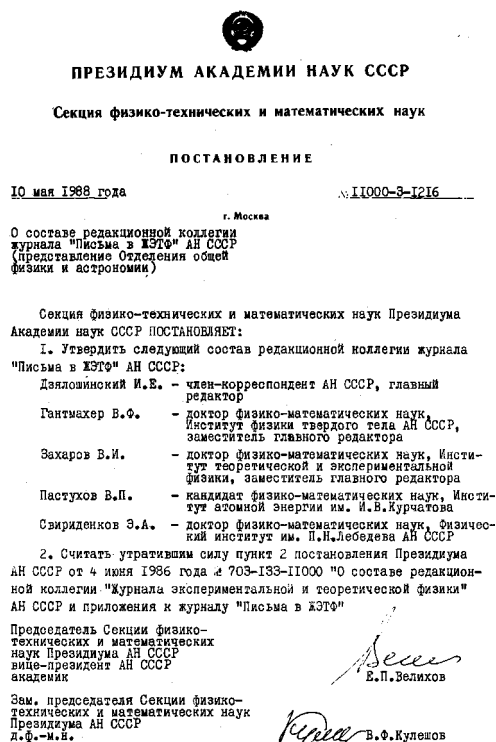 ПРЕЗИДИУМ АКАДЕМИИ НАУК СССР
Секция физико-технических и математических наук
ПОСТАНОВЛЕНИЕ
10 мая 1988 года № 11000-3-1216
г. Москва
О составе редакционной коллегии
журнала "Письма в ЖЭТФ" АН СССР
(представление Отделения общей
физики и астрономии)
Секция физико-технических и математических наук Президиума
Академии наук СССР ПОСТАНОВЛЯЕТ:
1. Утвердить следующий состав редакционной коллегии журнала
"Письма в ЖЭТФ" АН СССР:
Дзялошинский И.Е. - член-корреспондент АН СССР, главный
редактор
Гантмахер В.Ф. - доктор физико-математических наук,
Институт физики твердого тела АН СССР,
заместитель главного редактора
Захаров В.И. - доктор физико-математических наук, Инсти-
тут теоретической и экспериментальной
физики, заместитель главного редактора
Пастухов В.П. - кандидат физико-математических наук, Инсти-
тут атомной энергии им. И.В.Курчатова
Свириденков Э.А. - доктор физико-математических наук, Физичес-
кий институт им. П.Н.Лебедева АН СССР
2. Считать утратившим силу пункт 2 постановления Президиума
АН СССР от 4 июня 1986 года № 703-133-11000 "О составе редакцион-
ной коллегии "Журнала экспериментальной и теоретической физики"
АН СССР и приложения к журналу "Письма в ЖЭТФ"
Председатель Секции физико-
технических и математических
наук Президиума АН СССР
вице-президент АН СССР
академик Е.П.Велихов
Зам. председателя Секции физико-
технических и математических наук
Президиума АН СССР
д.ф.-м.н. В.Ф.Кулешов